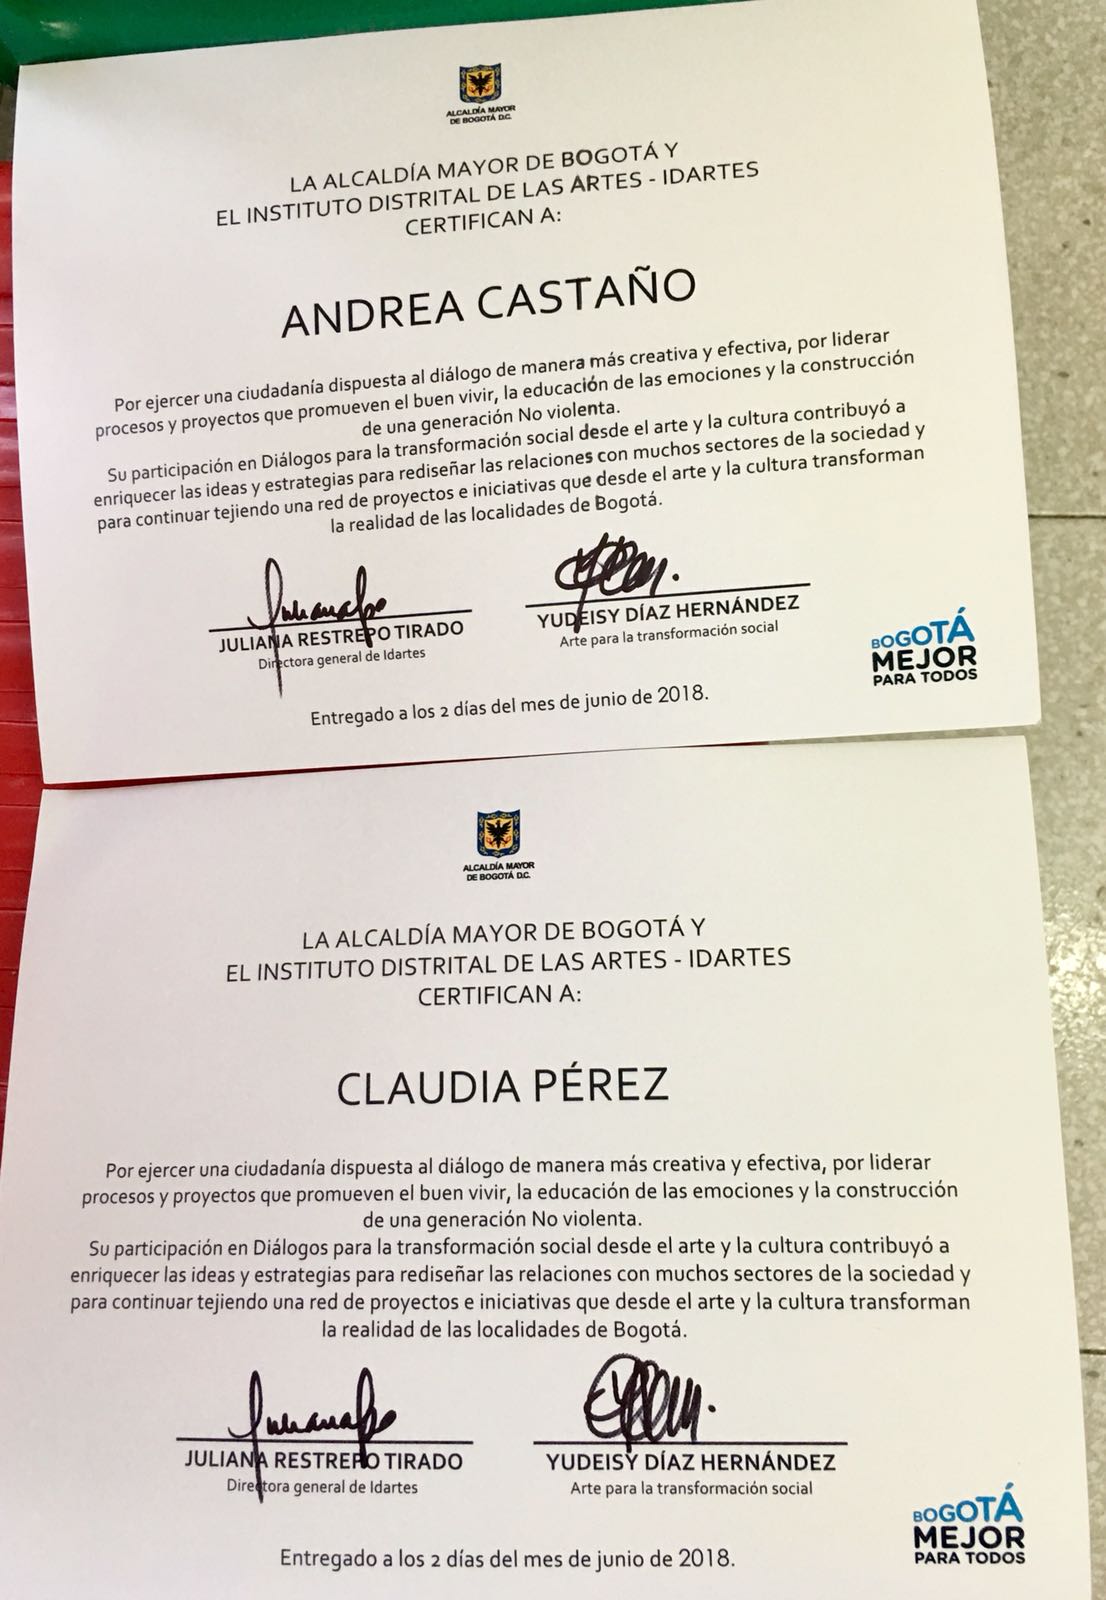 ALCALDÍA MAYOR
DE BOGOTÁ D.C.
LA ALCALDÍA MAYOR DE BOGOTÁ Y
EL INSTITUTO DISTRITAL DE LAS ARTES - IDARTES
CERTIFICAN A:
ANDREA CASTAÑO
Por ejercer una ciudadanía dispuesta al diálogo de manera más creativa y efectiva, por liderar
procesos y proyectos que promueven el buen vivir, la educación de las emociones y la construcción
de una generación No violenta.
Su participación en Diálogos para la transformación social desde el arte y la cultura contribuyó a
enriquecer las ideas y estrategias para rediseñar las relaciones con muchos sectores de la sociedad y
para continuar tejiendo una red de proyectos e iniciativas que desde el arte y la cultura transforman
la realidad de las localidades de Bogotá.
JULIANA RESTREPO TIRADO
Directora general de Idartes
YUDEISY DÍAZ HERNÁNDEZ
Arte para la transformación social
BOGOTÁ
MEJOR
PARA TODOS
Entregado a los 2 días del mes de junio de 2018.
ALCALDÍA MAYOR
DE BOGOTÁ D.C.
LA ALCALDÍA MAYOR DE BOGOTÁ Y
EL INSTITUTO DISTRITAL DE LAS ARTES - IDARTES
CERTIFICAN A:
CLAUDIA PÉREZ
Por ejercer una ciudadanía dispuesta al diálogo de manera más creativa y efectiva, por liderar
procesos y proyectos que promueven el buen vivir, la educación de las emociones y la construcción
de una generación No violenta.
Su participación en Diálogos para la transformación social desde el arte y la cultura contribuyó a
enriquecer las ideas y estrategias para rediseñar las relaciones con muchos sectores de la sociedad y
para continuar tejiendo una red de proyectos e iniciativas que desde el arte y la cultura transforman
la realidad de las localidades de Bogotá.
JULIANA RESTREPO TIRADO
Directora general de Idartes
YUDEISY DÍAZ HERNÁNDEZ
Arte para la transformación social
BOGOTÁ
MEJOR
PARA TODOS
Entregado a los 2 días del mes de junio de 2018.